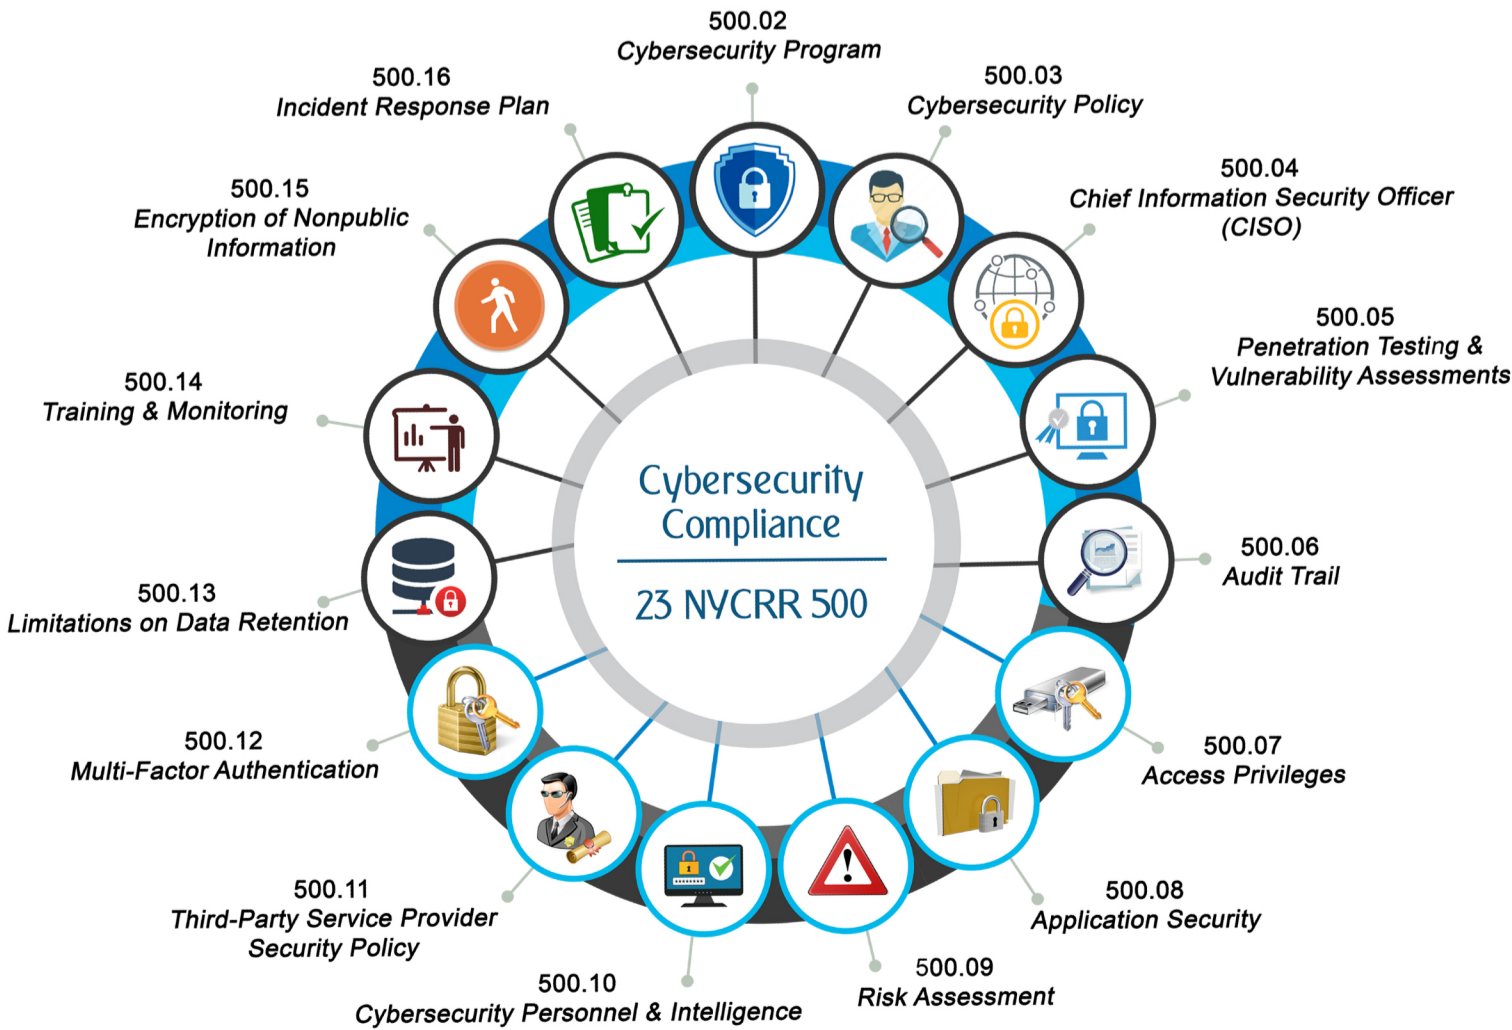 500.02
Cybersecurity Program
500.03
Cybersecurity Policy
500.04
Chief Information Security Officer
(CISO)
500.05
Penetration Testing &
Vulnerability Assessments
500.06
Audit Trail
500.07
Access Privileges
500.08
Application Security
500.09
Risk Assessment
500.10
Cybersecurity Personnel & Intelligence
500.11
Third-Party Service Provider
Security Policy
500.12
Multi-Factor Authentication
500.13
Limitations on Data Retention
500.14
Training & Monitoring
500.15
Encryption of Nonpublic
Information
500.16
Incident Response Plan
Cybersecurity
Compliance
23 NYCRR 500